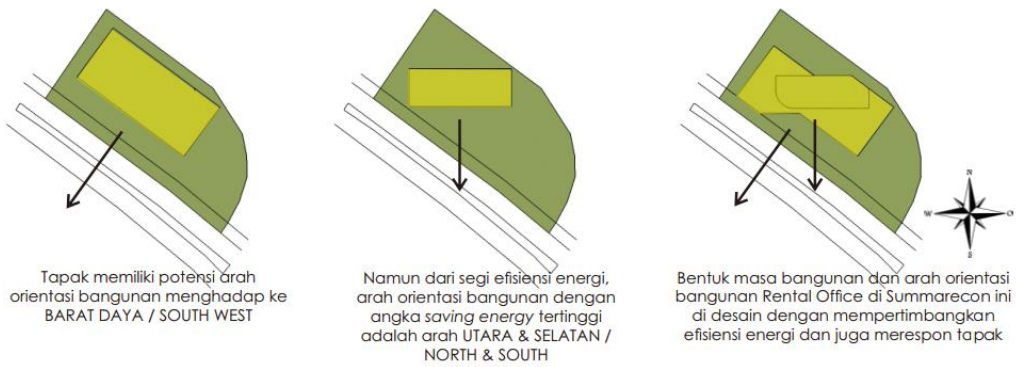 Tapak memiliki potensi arah
orientasi bangunan menghadap ke
BARAT DAYA / SOUTH WEST
Namun dari segi efisiensi energi,
arah orientasi bangunan dengan
angka saving energy tertinggi
adalah arah UTARA & SELATAN /
NORTH & SOUTH
N
W
O
S
Bentuk masa bangunan dan arah orientasi
bangunan Rental Office di Summarecon ini
di desain dengan mempertimbangkan
efisiensi energi dan juga merespon tapak